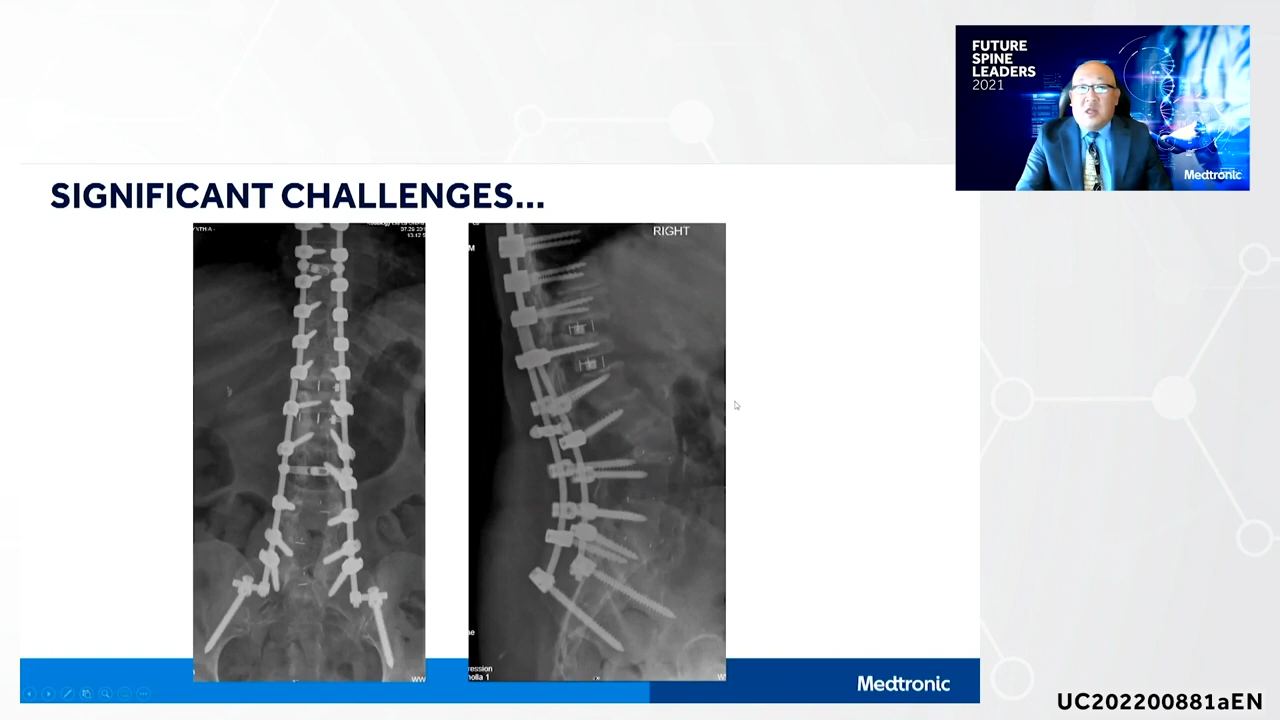 FUTURE
SPINE
LEADERS
2021
Medtronic
SIGNIFICANT CHALLENGES...
RIGHT
M
Medtronic
UC202200881aEN